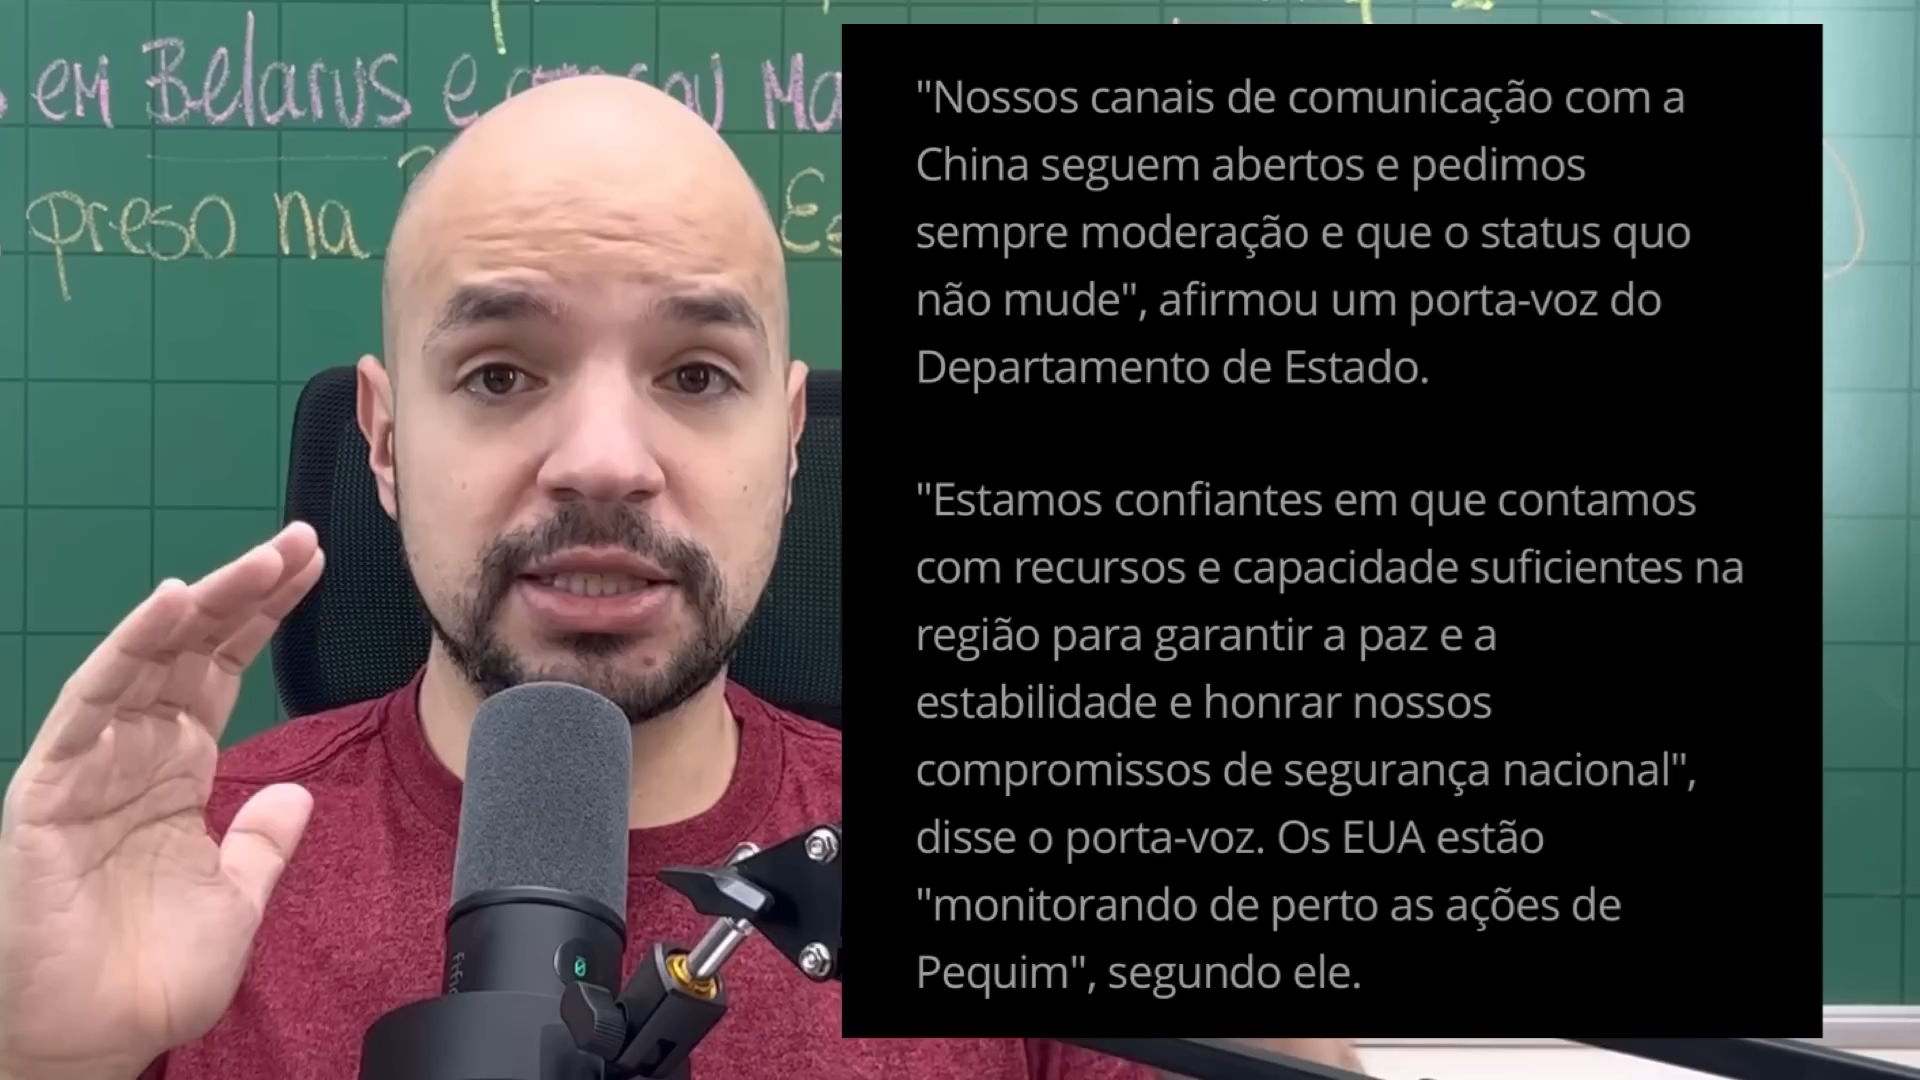 em Belarus e
preso na
"Nossos canais de comunicação com a
China seguem abertos e pedimos
sempre moderação e que o status quo
não mude", afirmou um porta-voz do
Departamento de Estado.
"Estamos confiantes em que contamos
com recursos e capacidade suficientes na
região para garantir a paz e a
estabilidade e honrar nossos
compromissos de segurança nacional",
disse o porta-voz. Os EUA estão
"monitorando de perto as ações de
Pequim", segundo ele.